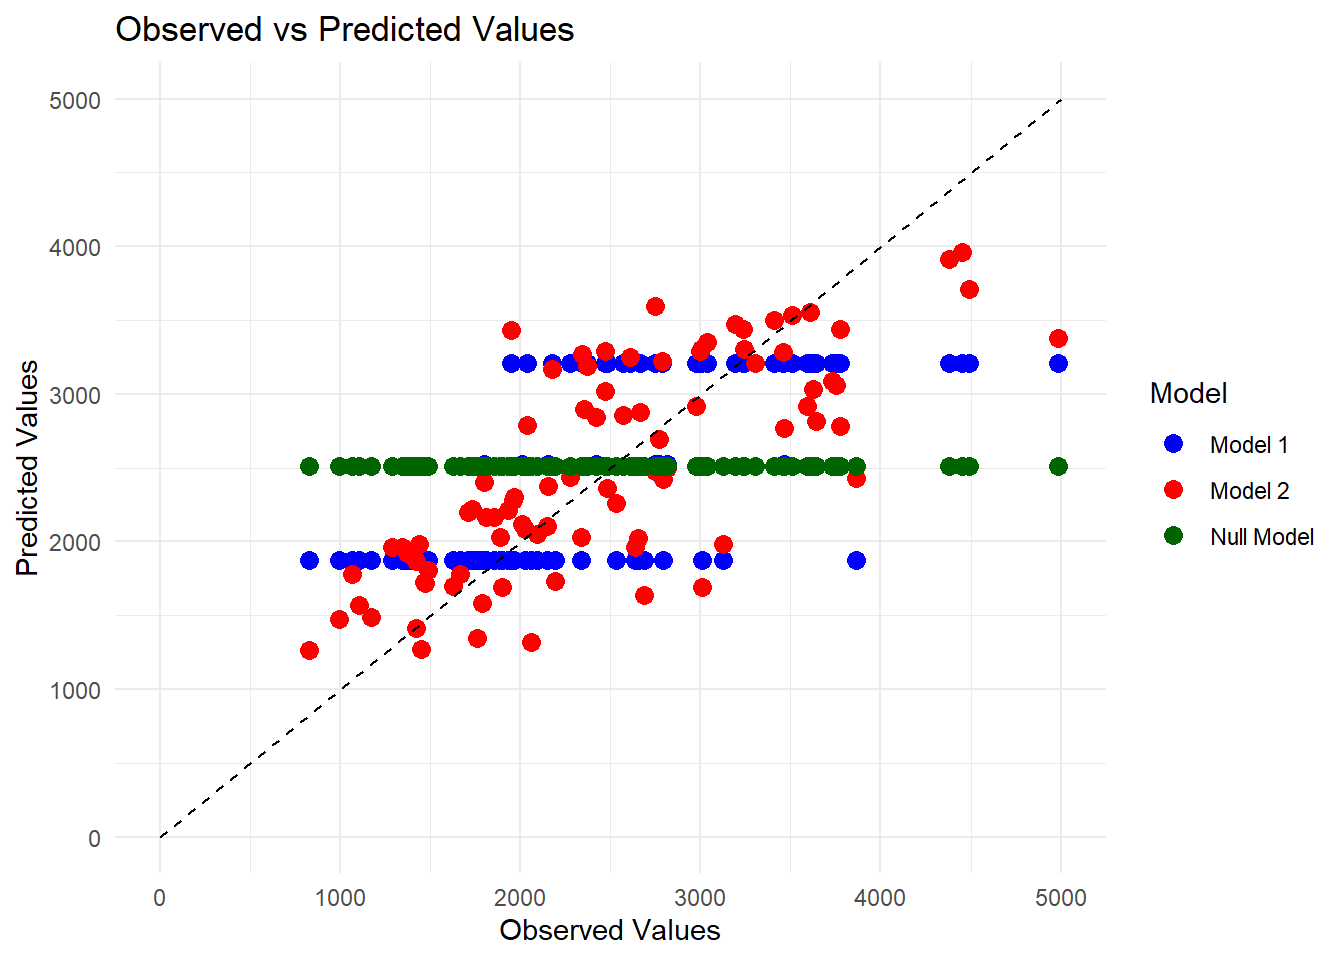 Observed vs Predicted Values
5000
4000
3000
2000
1000
0
Predicted Values
0 1000 2000 3000 4000 5000
Observed Values
Model
Model 1
Model 2
Null Model